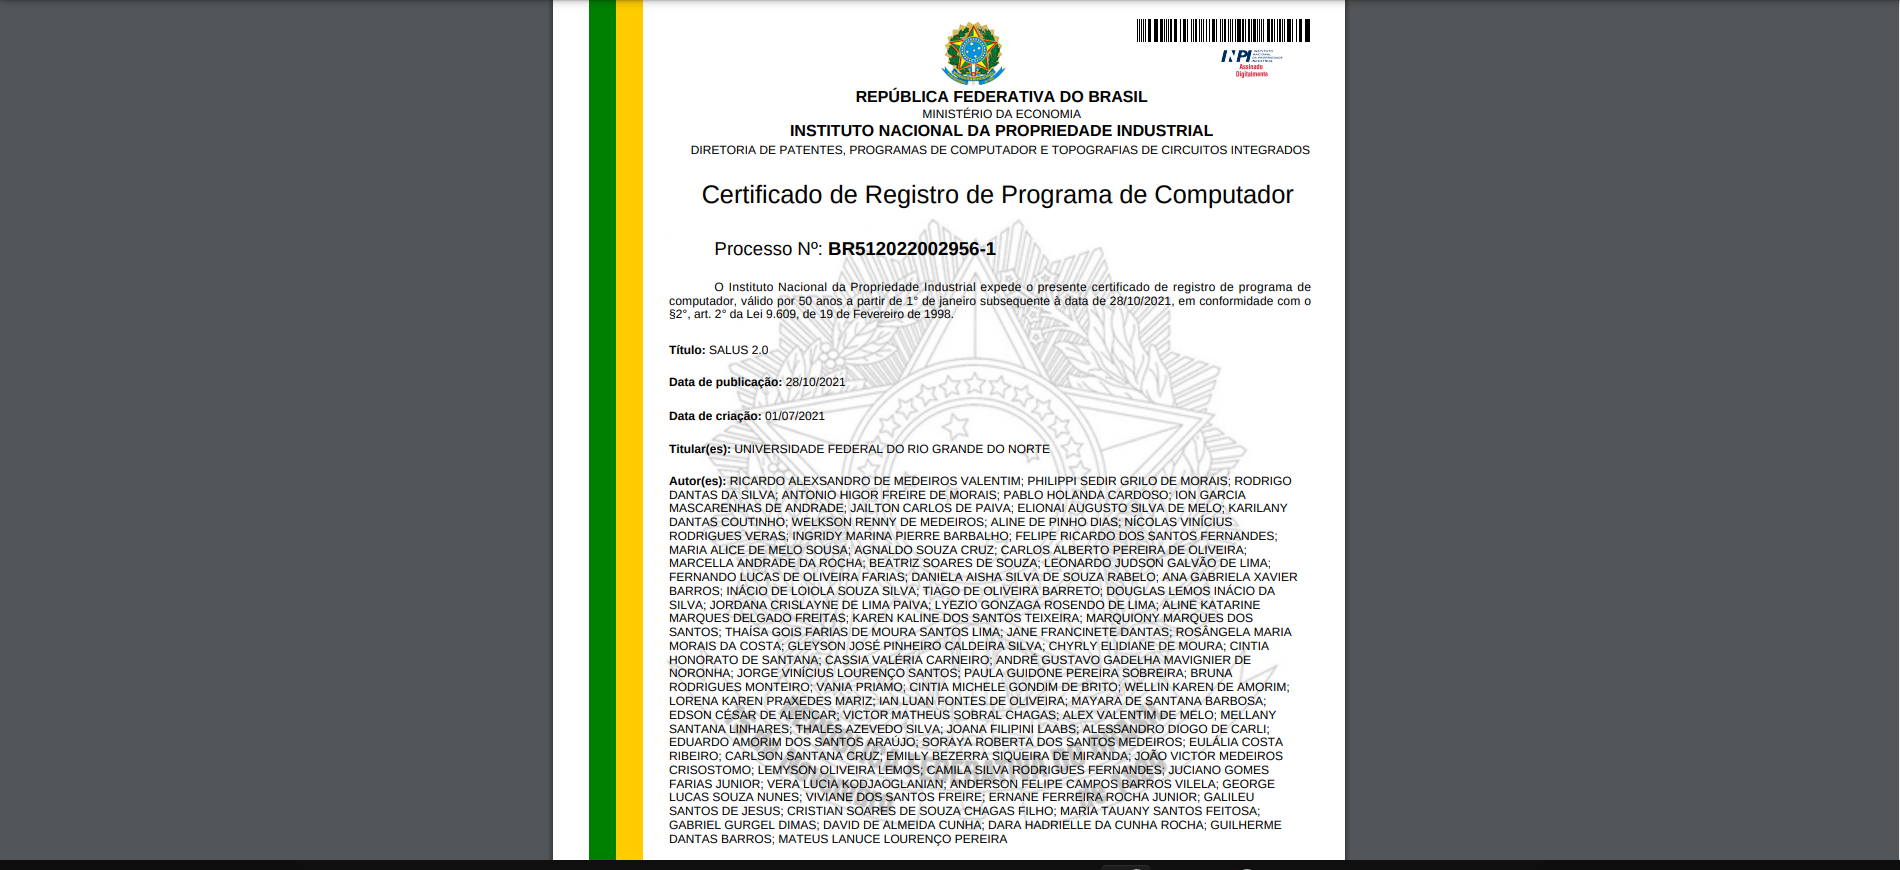 INPI
Assinado
Digitalmente
REPÚBLICA FEDERATIVA DO BRASIL
MINISTÉRIO DA ECONOMIA
INSTITUTO NACIONAL DA PROPRIEDADE INDUSTRIAL
DIRETORIA DE PATENTES, PROGRAMAS DE COMPUTADOR E TOPOGRAFIAS DE CIRCUITOS INTEGRADOS
Certificado de Registro de Programa de Computador
Processo Nº: BR512022002956-1
O Instituto Nacional da Propriedade Industrial expede o presente certificado de registro de programa de
computador, válido por 50 anos a partir de 1° de janeiro subsequente à data de 28/10/2021, em conformidade com o
§2°, art. 2° da Lei 9.609, de 19 de Fevereiro de 1998.
Título: SALUS 2.0
Data de publicação: 28/10/2021
Data de criação: 01/07/2021
Titular(es): UNIVERSIDADE FEDERAL DO RIO GRANDE DO NORTE
Autor(es): RICARDO ALEXSANDRO DE MEDEIROS VALENTIM; PHILIPPI SEDIR GRILO DE MORAIS; RODRIGO
DANTAS DA SILVA; ANTONIO HIGOR FREIRE DE MORAIS; PABLO HOLANDA CARDOSO; ION GARCIA
MASCARENHAS DE ANDRADE; JAILTON CARLOS DE PAIVA; ELIONAI AUGUSTO SILVA DE MELO; KARILANY
DANTAS COUTINHO; WELKSON RENNY DE MEDEIROS; ALINE DE PINHO DIAS; NÍCOLAS VINÍCIUS
RODRIGUES VERAS; INGRIDY MARINA PIERRE BARBALHO; FELIPE RICARDO DOS SANTOS FERNANDES;
MARIA ALICE DE MELO SOUSA; AGNALDO SOUZA CRUZ; CARLOS ALBERTO PEREIRA DE OLIVEIRA;
MARCELLA ANDRADE DA ROCHA; BEATRIZ SOARES DE SOUZA; LEONARDO JUDSON GALVÃO DE LIMA;
FERNANDO LUCAS DE OLIVEIRA FARIAS; DANIELA AISHA SILVA DE SOUZA RABELO; ANA GABRIELA XAVIER
BARROS; INÁCIO DE LOIOLA SOUZA SILVA; TIAGO DE OLIVEIRA BARRETO; DOUGLAS LEMOS INÁCIO DA
SILVA; JORDANA CRISLAYNE DE LIMA PAIVA; LYEZIO GONZAGA ROSENDO DE LIMA; ALINE KATARINE
MARQUES DELGADO FREITAS; KAREN KALINE DOS SANTOS TEIXEIRA; MARQUIONY MARQUES DOS
SANTOS; THAÍSA GOIS FARIAS DE MOURA SANTOS LIMA; JANE FRANCINETE DANTAS; ROSÂNGELA MARIA
MORAIS DA COSTA; GLEYSON JOSÉ PINHEIRO CALDEIRA SILVA; CHYRLY ELIDIANE DE MOURA; CINTIA
HONORATO DE SANTANA; CASSIA VALÉRIA CARNEIRO; ANDRÉ GUSTAVO GADELHA MAVIGNIER DE
NORONHA; JORGE VINÍCIUS LOURENÇO SANTOS; PAULA GUIDONE PEREIRA SOBREIRA; BRUNA
RODRIGUES MONTEIRO; VANIA PRIAMO; CINTIA MICHELE GONDIM DE BRITO; WELLIN KAREN DE AMORIM;
LORENA KAREN PRAXEDES MARIZ; IAN LUAN FONTES DE OLIVEIRA; MAYARA DE SANTANA BARBOSA;
EDSON CÉSAR DE ALENCAR; VICTOR MATHEUS SOBRAL CHAGAS; ALEX VALENTIM DE MELO; MELLANY
SANTANA LINHARES; THALES AZEVEDO SILVA; JOANA FILIPINI LAABS; ALESSANDRO DIOGO DE CARLI;
EDUARDO AMORIM DOS SANTOS ARAÚJO; SORAYA ROBERTA DOS SANTOS MEDEIROS; EULÁLIA COSTA
RIBEIRO; CARLSON SANTANA CRUZ; EMILLY BEZERRA SIQUEIRA DE MIRANDA; JOÃO VICTOR MEDEIROS
CRISOSTOMO; LEMYSON OLIVEIRA LEMOS; CAMILA SILVA RODRIGUES FERNANDES; JUCIANO GOMES
FARIAS JUNIOR; VERA LUCIA KODJAOGLANIAN; ANDERSON FELIPE CAMPOS BARROS VILELA; GEORGE
LUCAS SOUZA NUNES; VIVIANE DOS SANTOS FREIRE; ERNANE FERREIRA ROCHA JUNIOR; GALILEU
SANTOS DE JESUS; CRISTIAN SOARES DE SOUZA CHAGAS FILHO; MARIA TAUANY SANTOS FEITOSA;
GABRIEL GURGEL DIMAS; DAVID DE ALMEIDA CUNHA; DARA HADRIELLE DA CUNHA ROCHA; GUILHERME
DANTAS BARROS; MATEUS LANUCE LOURENÇO PEREIRA